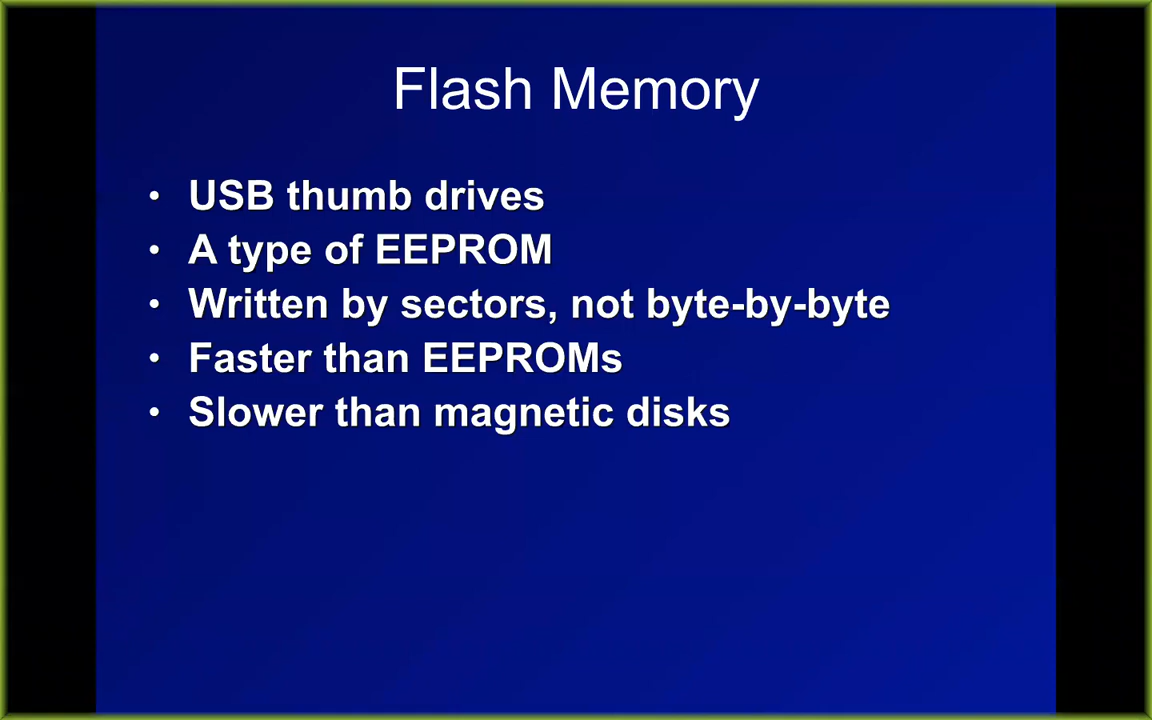 Flash Memory
• USB thumb drives
• A type of EEPROM
• Written by sectors, not byte-by-byte
• Faster than EEPROMs
• Slower than magnetic disks